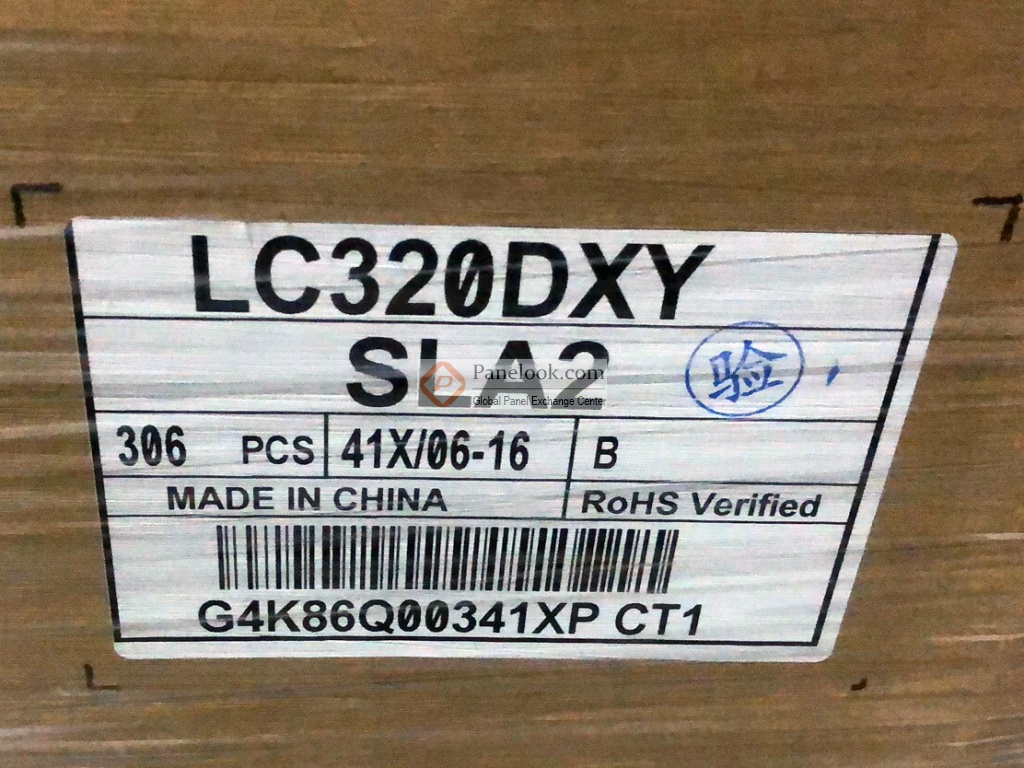 LC320DXY
SLA2
验
Panelook.com
Global Panel Exchange Center
306 PCS 41X/06-16 B
MADE IN CHINA RoHS Verified
G4K86Q00341XP CT1